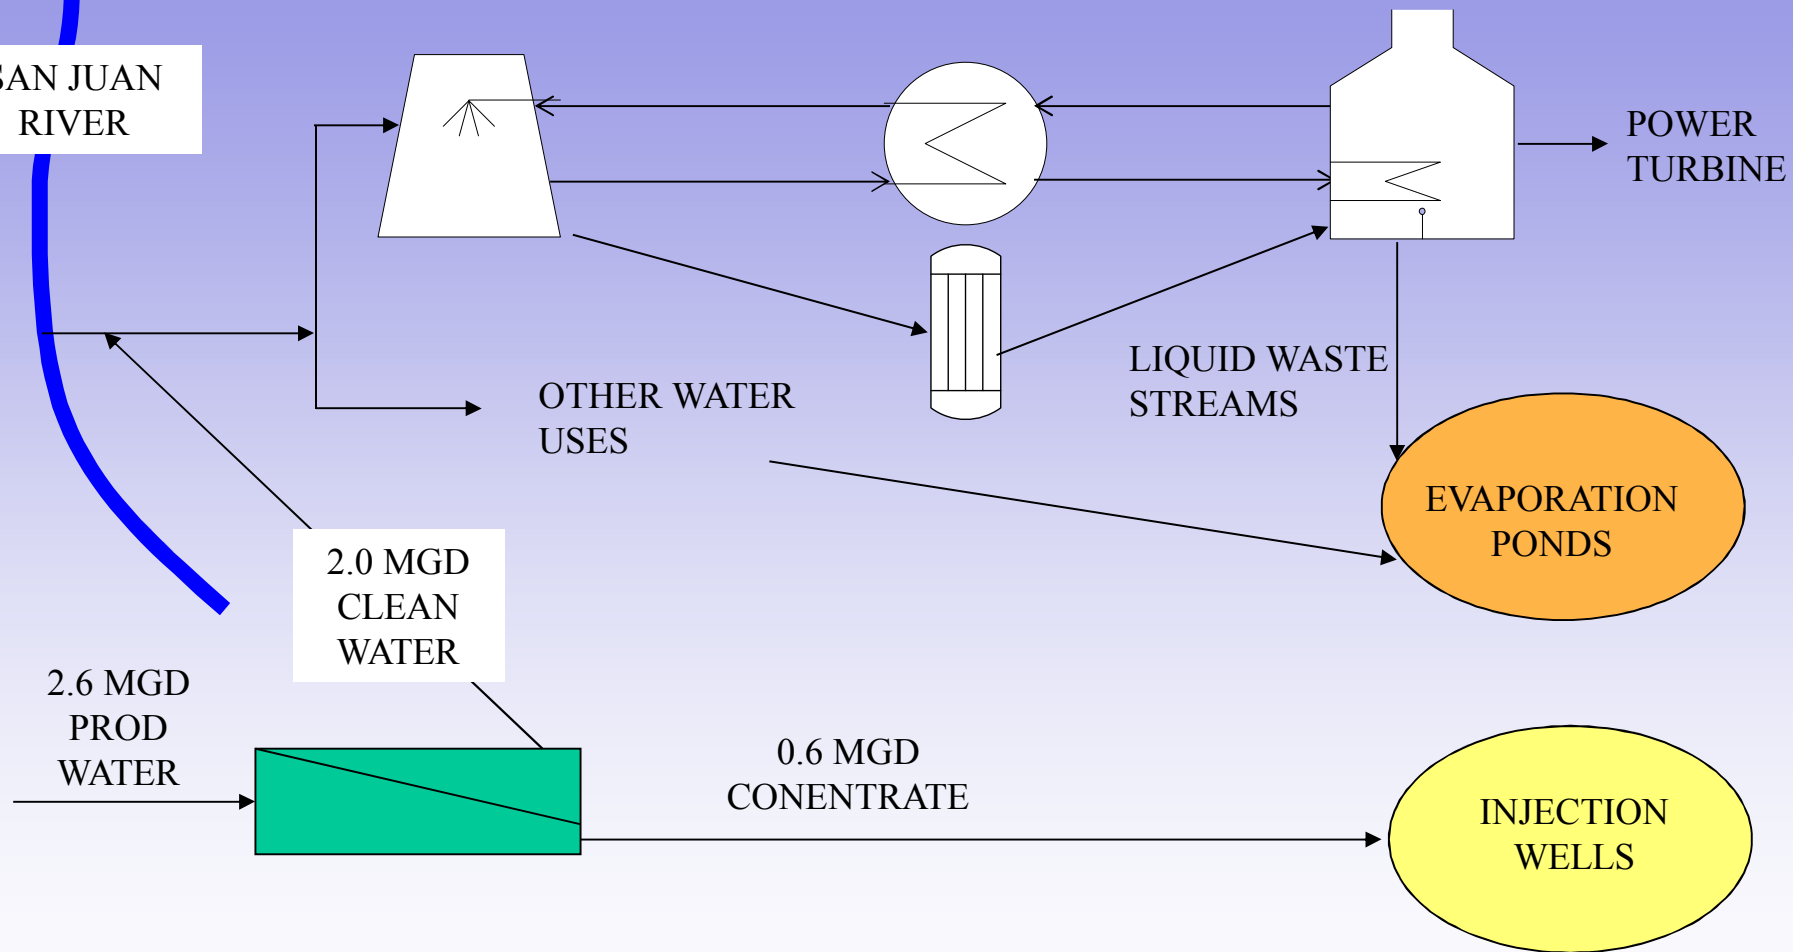 SAN JUAN
RIVER
POWER
TURBINE
LIQUID WASTE
STREAMS
OTHER WATER
USES
EVAPORATION
PONDS
2.0 MGD
CLEAN
WATER
2.6 MGD
PROD
WATER
0.6 MGD
CONENTRATE
INJECTION
WELLS